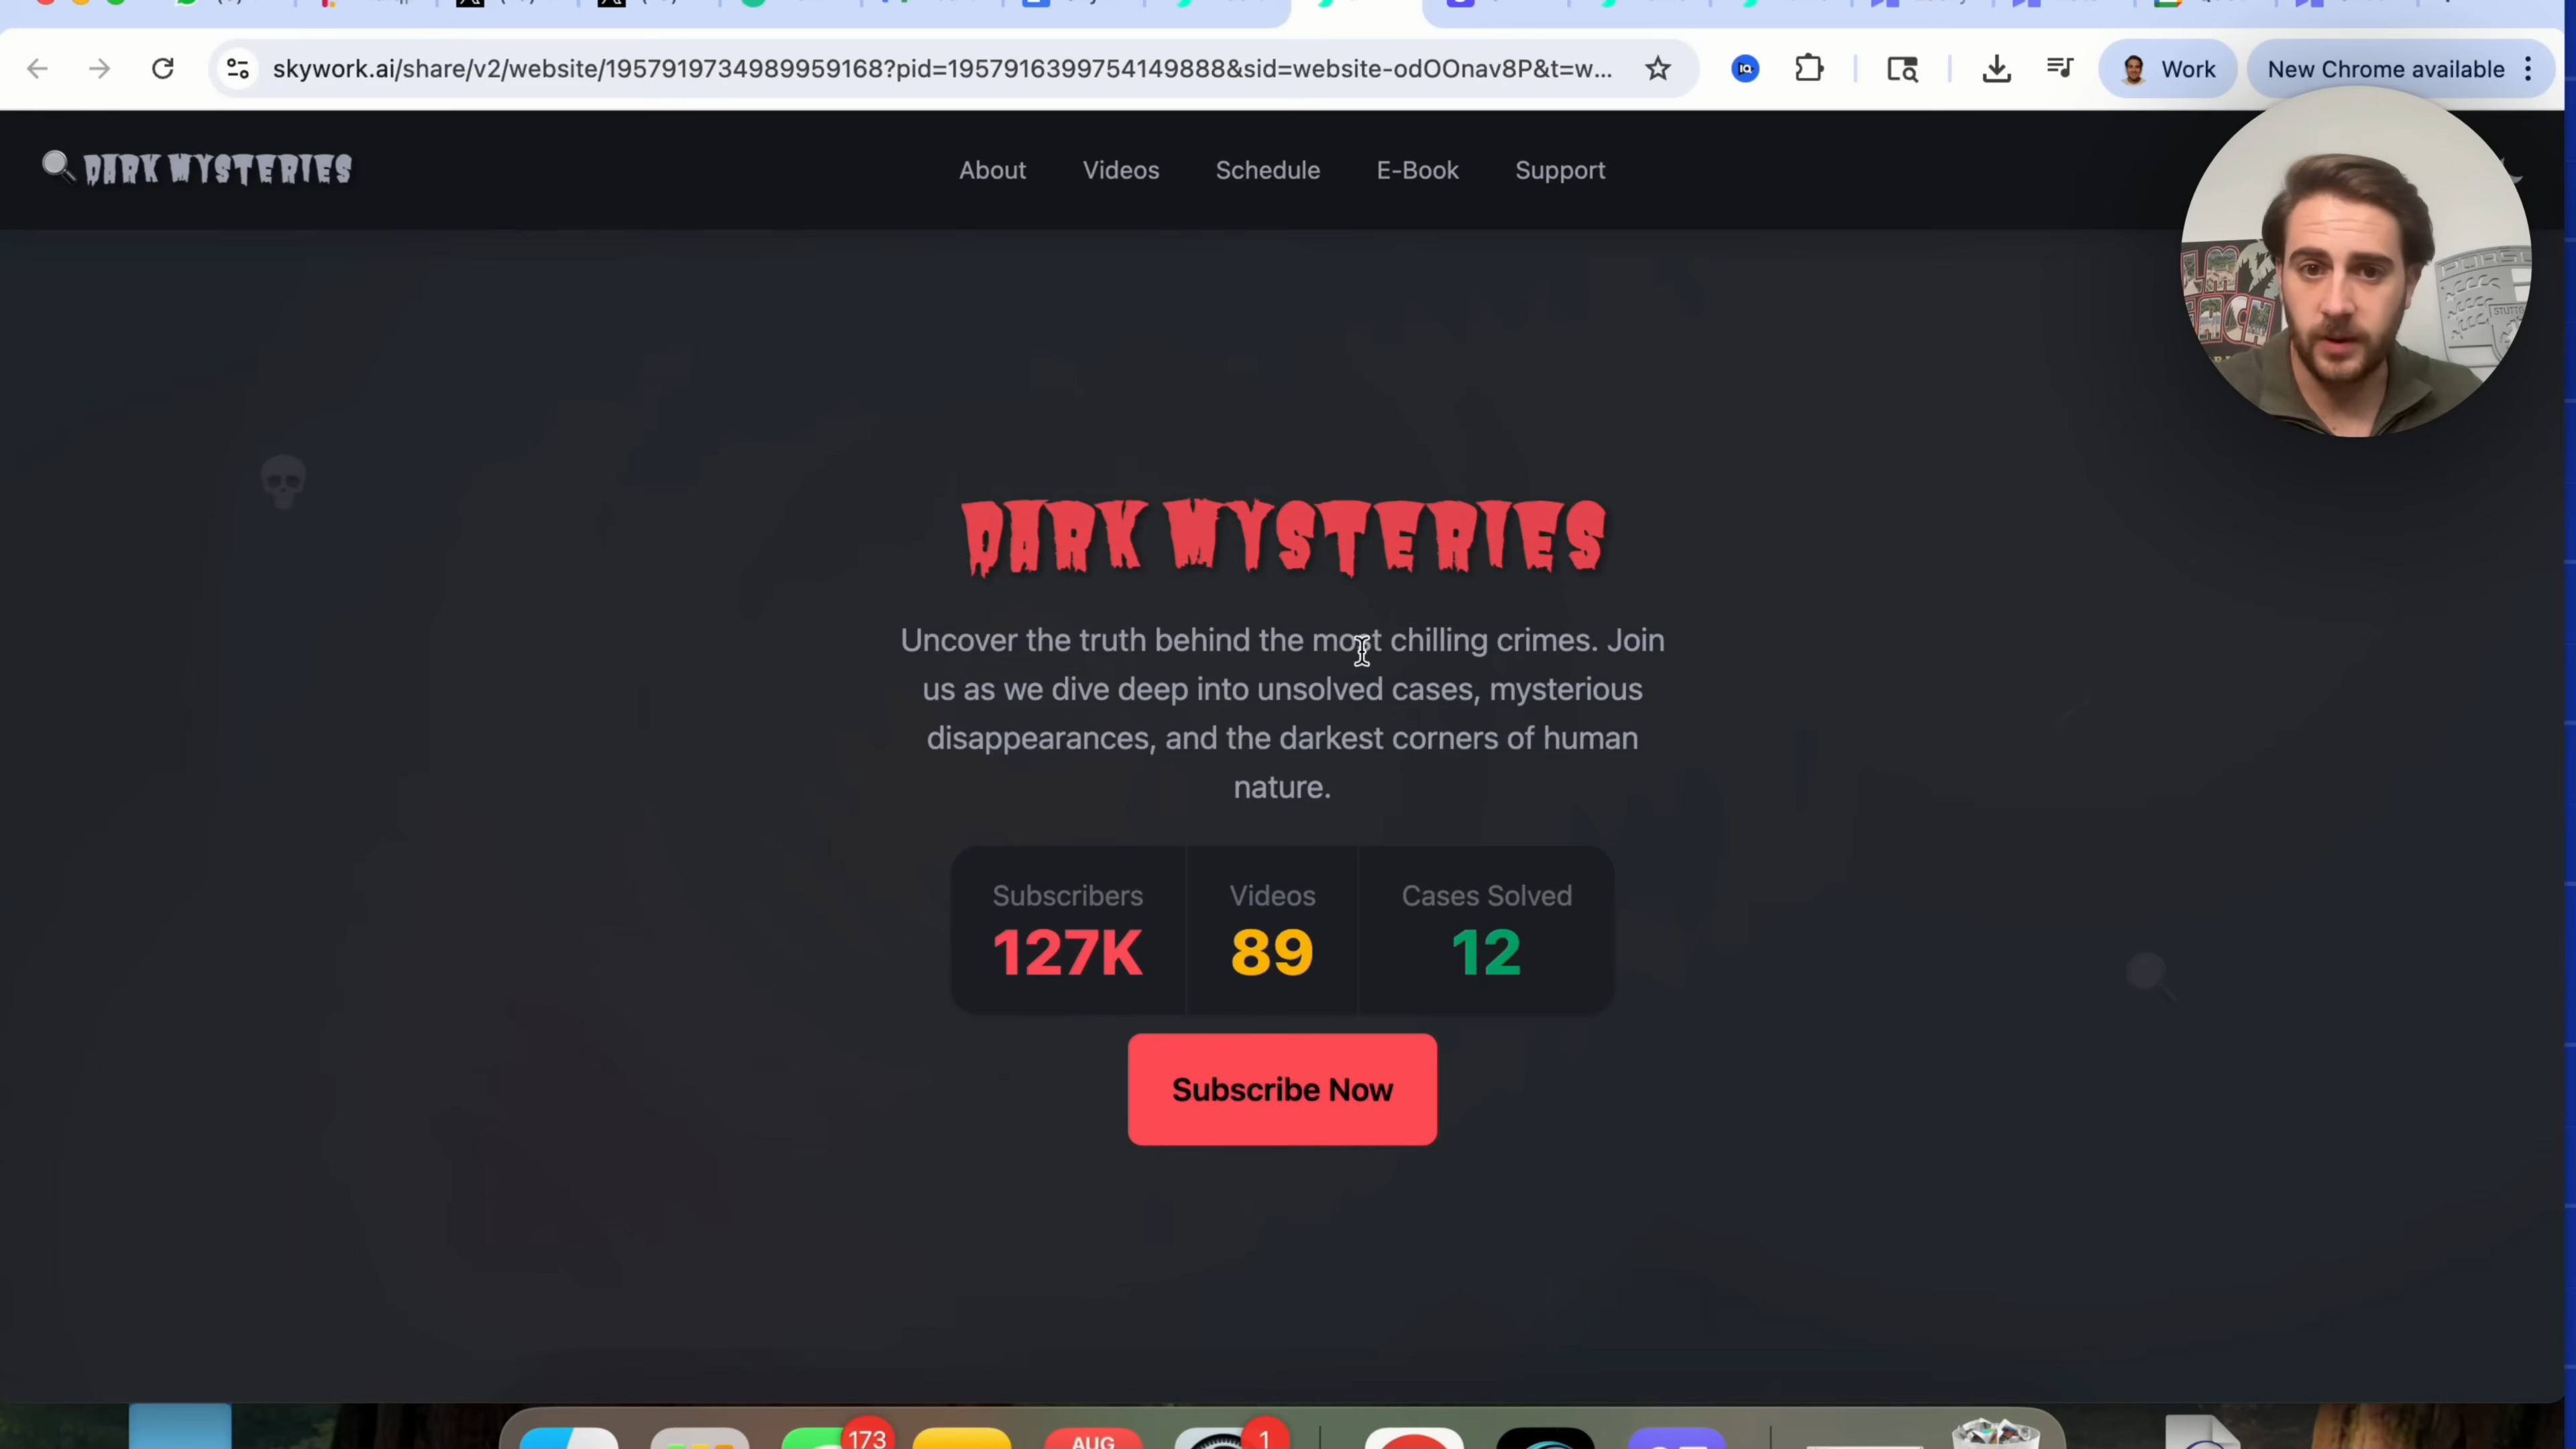 skywork.ai/share/v2/website/1957919734989959168?pid=1957916399754149888&sid=website-odOOnav8P&t=w...
Work
New Chrome available
DARK MYSTERIES
About
Videos
Schedule
E-Book
Support
DARK MYSTERIES
Uncover the truth behind the most chilling crimes. Join
us as we dive deep into unsolved cases, mysterious
disappearances, and the darkest corners of human
nature.
Subscribers
Videos
Cases Solved
127K
89
12
Subscribe Now
173
AUG
1